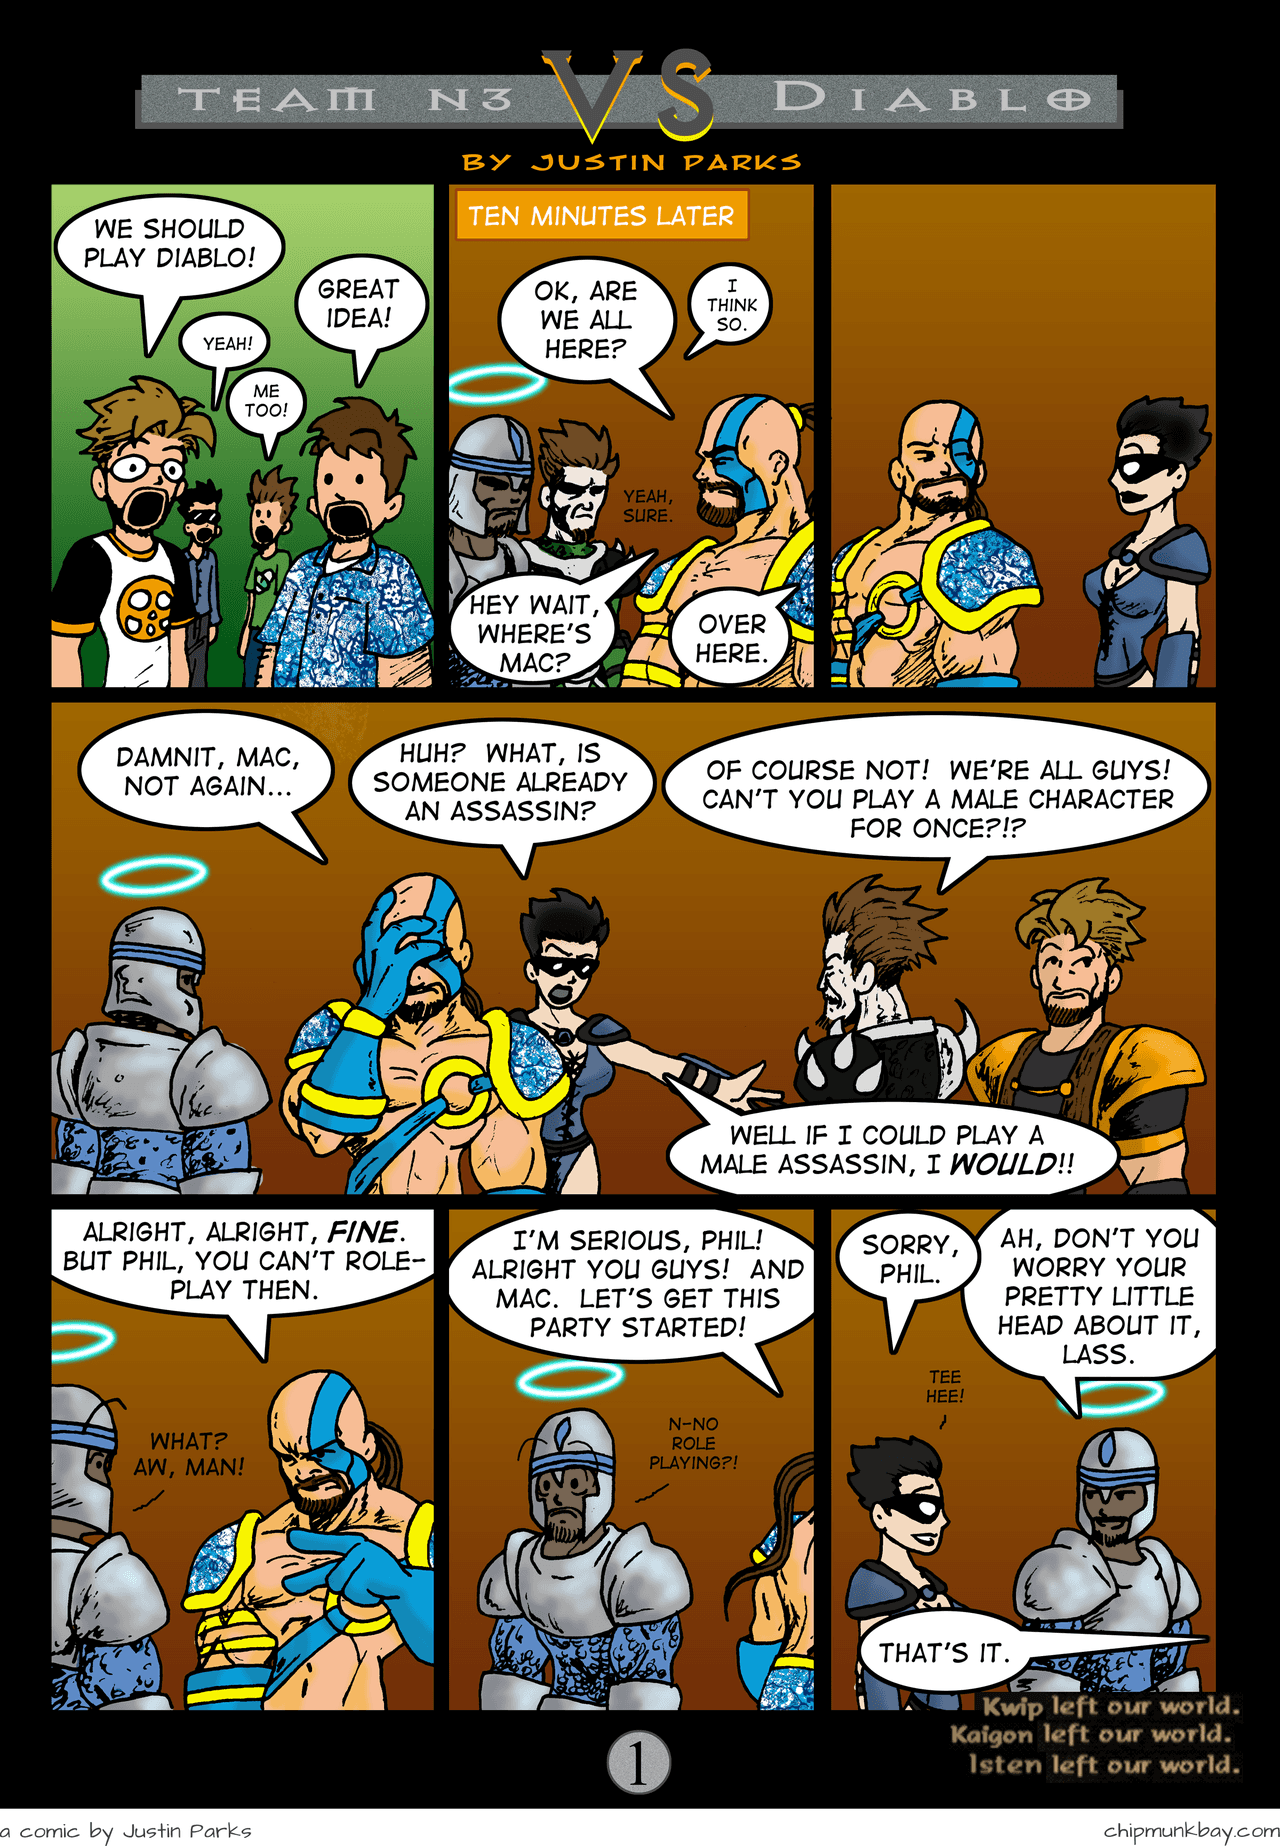 TEAM N3 VS DIABLO
BY JUSTIN PARKS
WE SHOULD
PLAY DIABLO!
YEAH!
ME
TOO!
GREAT
IDEA!
TEN MINUTES LATER
OK, ARE
WE ALL
HERE?
I
THINK
SO.
YEAH,
SURE.
HEY WAIT,
WHERE'S
MAC?
OVER
HERE.
DAMNIT, MAC,
NOT AGAIN...
HUH? WHAT, IS
SOMEONE ALREADY
AN ASSASSIN?
OF COURSE NOT! WE'RE ALL GUYS!
CAN'T YOU PLAY A MALE CHARACTER
FOR ONCE?!?
WELL IF I COULD PLAY A
MALE ASSASSIN, I WOULD!!
ALRIGHT, ALRIGHT, FINE.
BUT PHIL, YOU CAN'T ROLE-
PLAY THEN.
WHAT?
AW, MAN!
I'M SERIOUS, PHIL!
ALRIGHT YOU GUYS! AND
MAC. LET'S GET THIS
PARTY STARTED!
N-NO
ROLE
PLAYING?!
SORRY,
PHIL.
TEE
HEE!
AH, DON'T YOU
WORRY YOUR
PRETTY LITTLE
HEAD ABOUT IT,
LASS.
THAT'S IT.
Kwip left our world.
Kaigon left our world.
Isten left our world.
1
a comic by Justin Parks
chipmunkbay.com